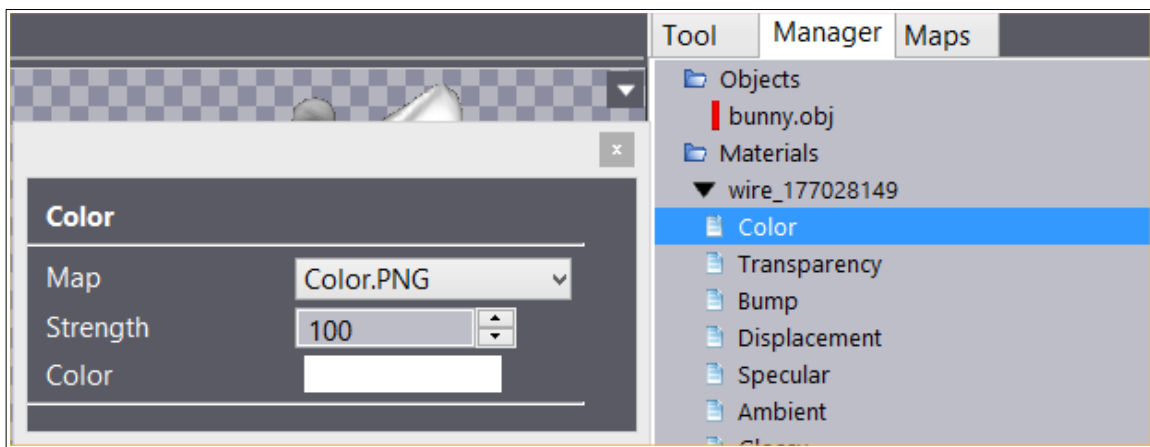 Tool Manager Maps
Objects
bunny.obj
Materials
wire_177028149
Color
Transparency
Bump
Displacement
Specular
Ambient
x
Color
Map Color.PNG
Strength 100
Color